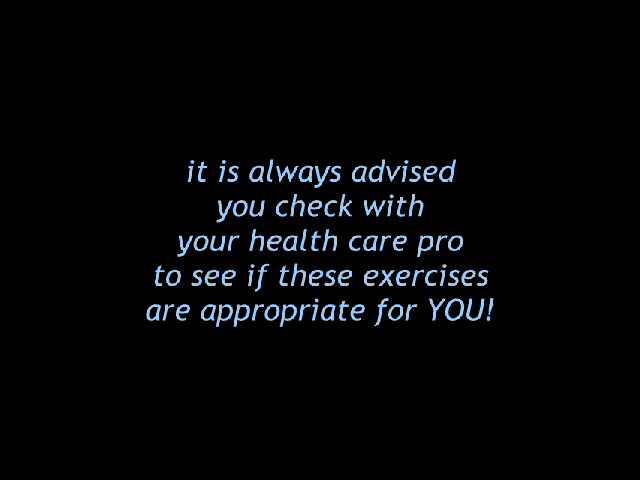 it is always advised
you check with
your health care pro
to see if these exercises
are appropriate for YOU!